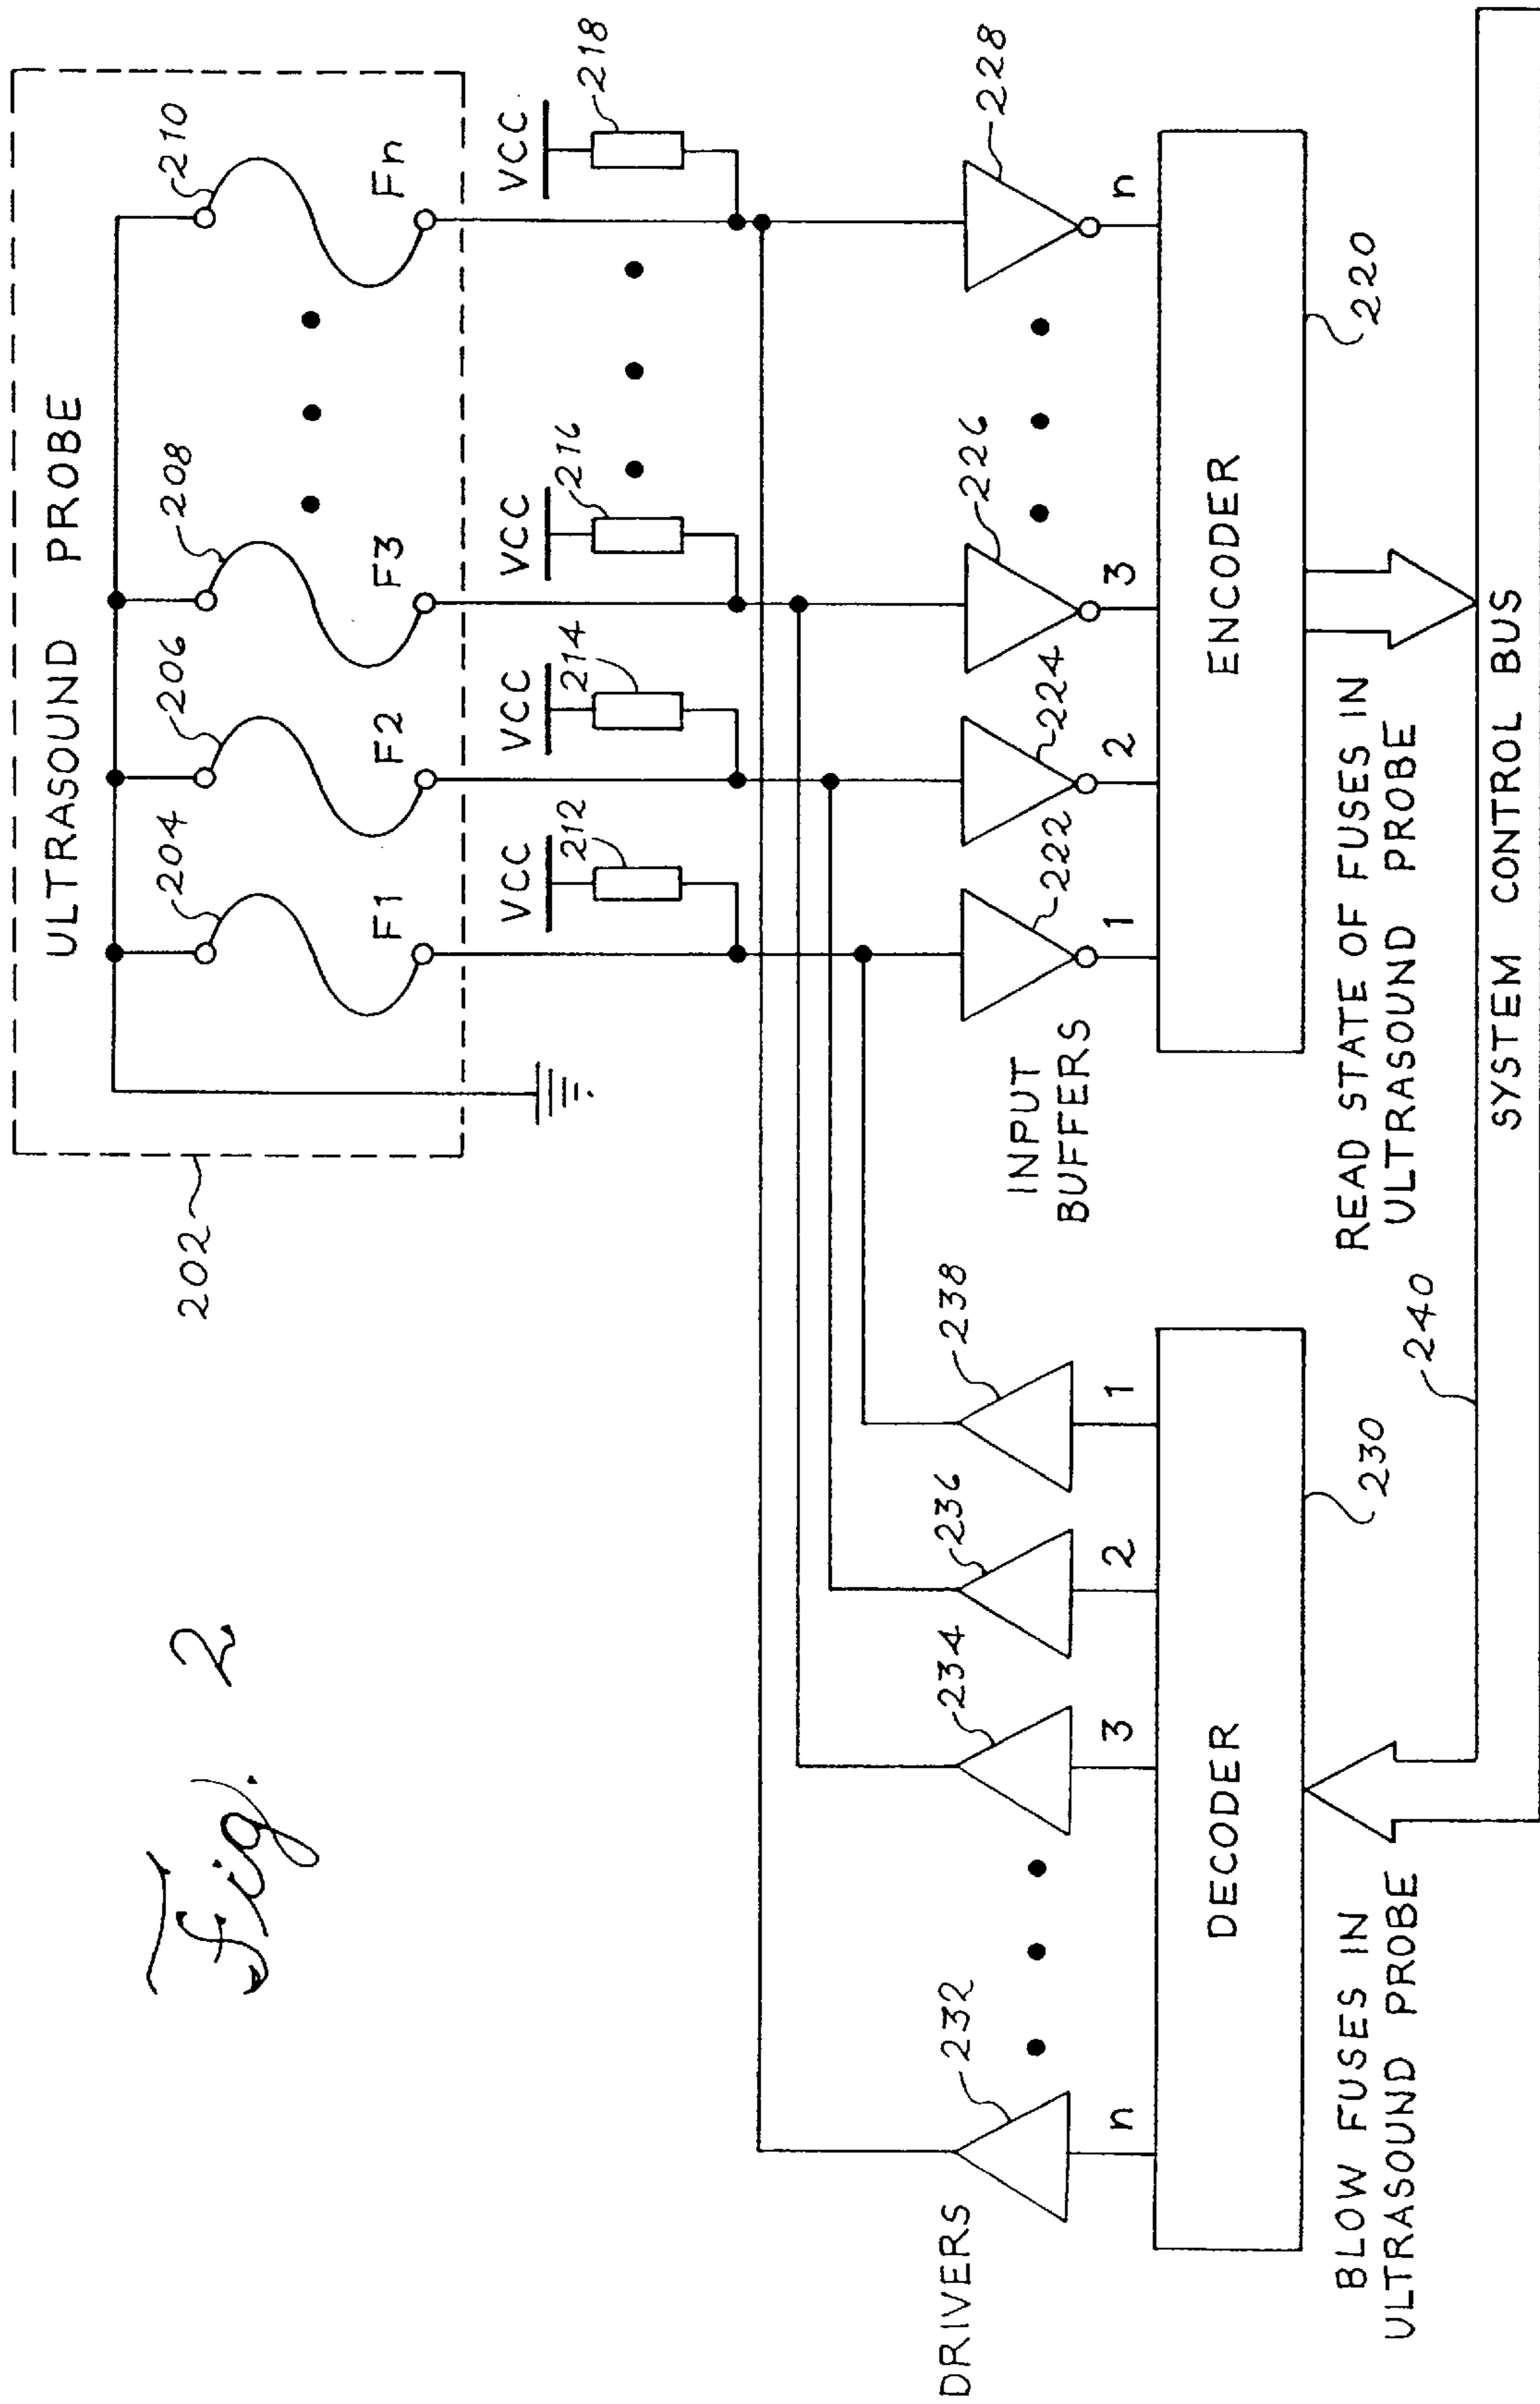 ULTRASOUND PROBE
204
206
208
210
F1
F2
F3
Fn
202
VCC
VCC
VCC
VCC
212
214
216
218
INPUT
BUFFERS
222
224
226
228
1
2
3
n
ENCODER
220
READ STATE OF FUSES IN
ULTRASOUND PROBE
DRIVERS
232
234
236
238
n
3
2
1
DECODER
230
BLOW FUSES IN
ULTRASOUND PROBE
240
SYSTEM CONTROL BUS
Fig. 2